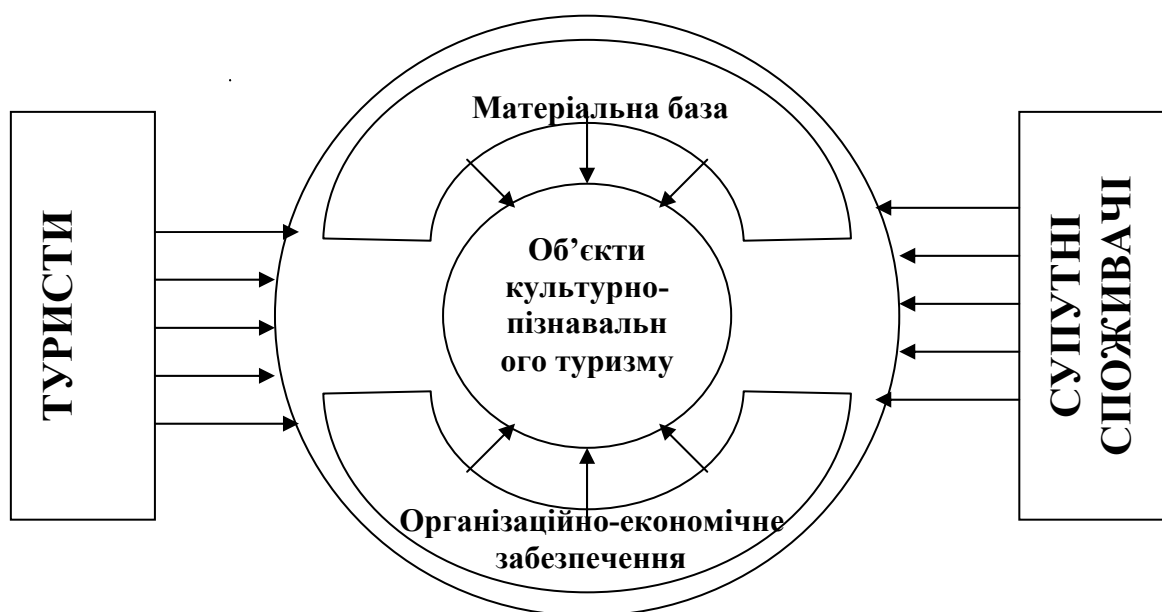 Матеріальна база
ТУРИСТИ
Об’єкти
культурно-
пізнавальн
ого туризму
СУПУТНІ
СПОЖИВАЧІ
Організаційно-економічне
забезпечення